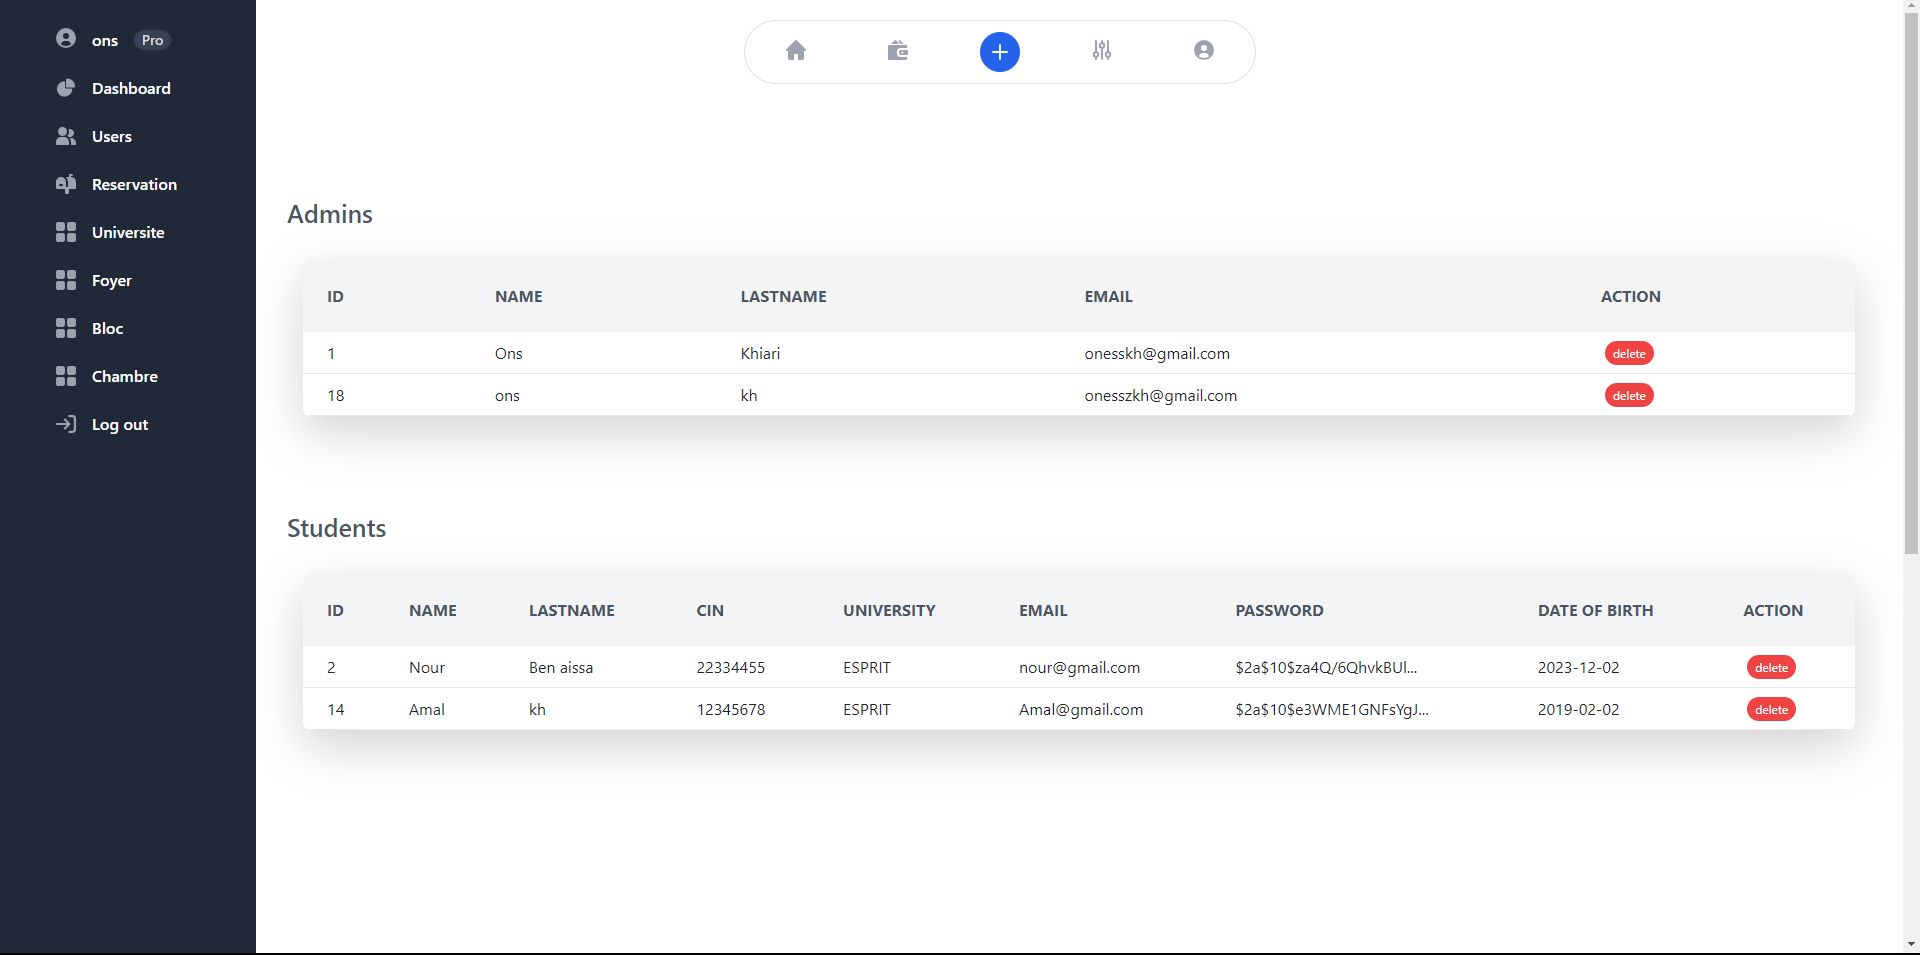 ons Pro
Dashboard
Users
Reservation
Universite
Foyer
Bloc
Chambre
Log out
Admins
ID NAME LASTNAME EMAIL ACTION
1 Ons Khiari onesskh@gmail.com delete
18 ons kh onesszkh@gmail.com delete
Students
ID NAME LASTNAME CIN UNIVERSITY EMAIL PASSWORD DATE OF BIRTH ACTION
2 Nour Ben aissa 22334455 ESPRIT nour@gmail.com $2a$10$za4Q/6QhvkBUl... 2023-12-02 delete
14 Amal kh 12345678 ESPRIT Amal@gmail.com $2a$10$e3WME1GNFsYgJ... 2019-02-02 delete